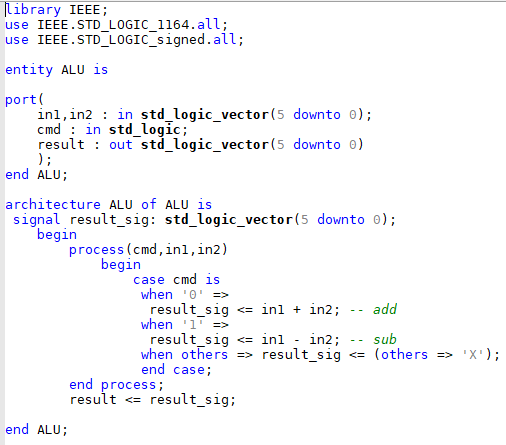 library IEEE;
use IEEE.STD_LOGIC_1164.all;
use IEEE.STD_LOGIC_signed.all;

entity ALU is

port(
    in1,in2 : in std_logic_vector(5 downto 0);
    cmd : in std_logic;
    result : out std_logic_vector(5 downto 0)
    );
end ALU;

architecture ALU of ALU is
 signal result_sig: std_logic_vector(5 downto 0);
    begin
        process(cmd,in1,in2)
            begin
                case cmd is
                 when '0' =>
                  result_sig <= in1 + in2; -- add
                 when '1' =>
                  result_sig <= in1 - in2; -- sub
                 when others => result_sig <= (others => 'X');
                 end case;
        end process;
        result <= result_sig;

end ALU;